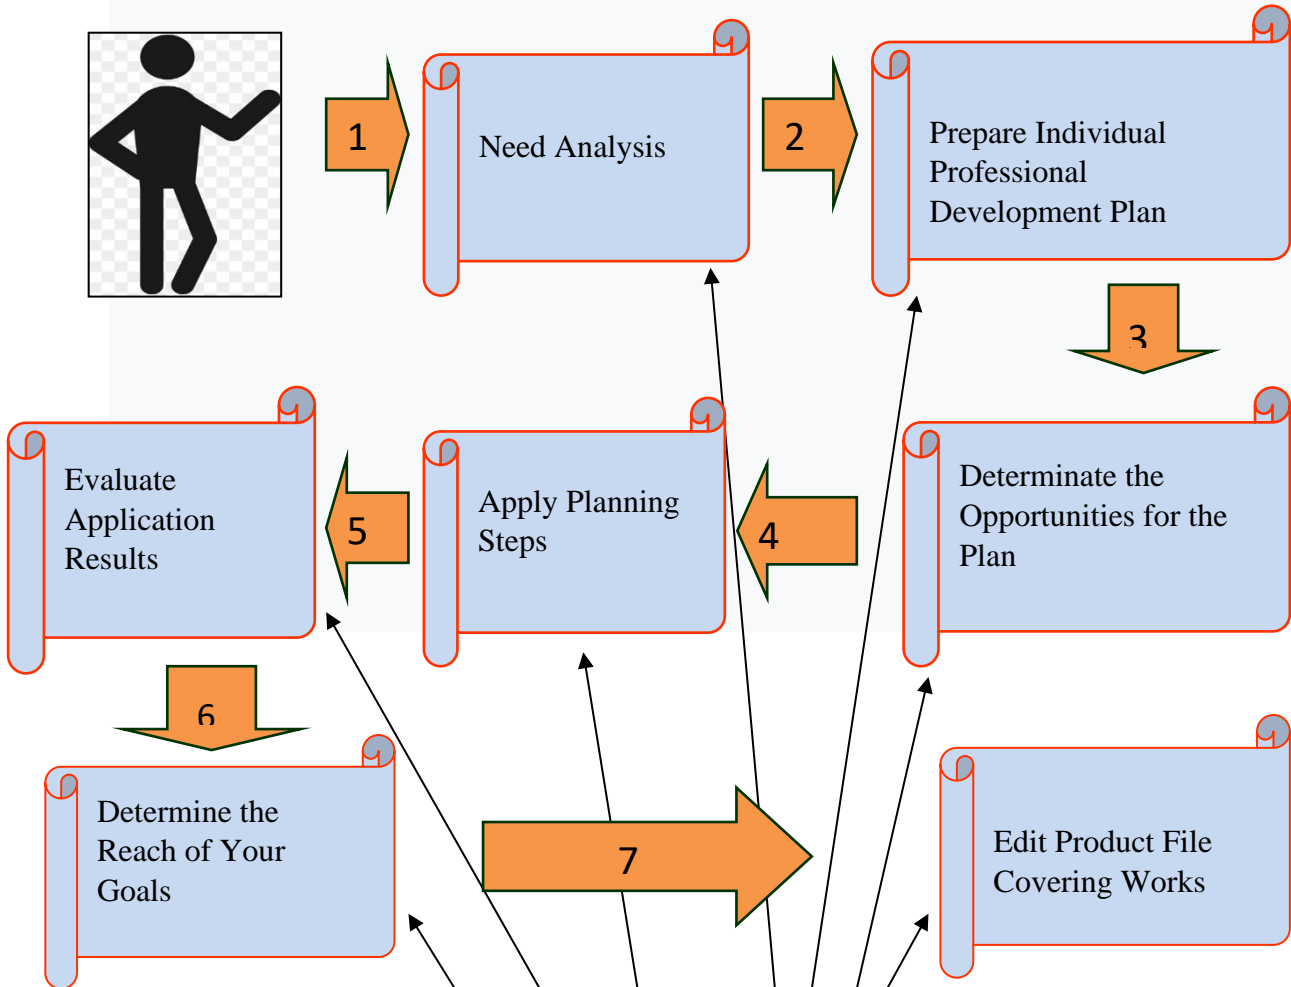 1
Need Analysis
2
Prepare Individual
Professional
Development Plan
3
Determinate the
Opportunities for the
Plan
4
Apply Planning
Steps
5
Evaluate
Application
Results
6
Determine the
Reach of Your
Goals
7
Edit Product File
Covering Works